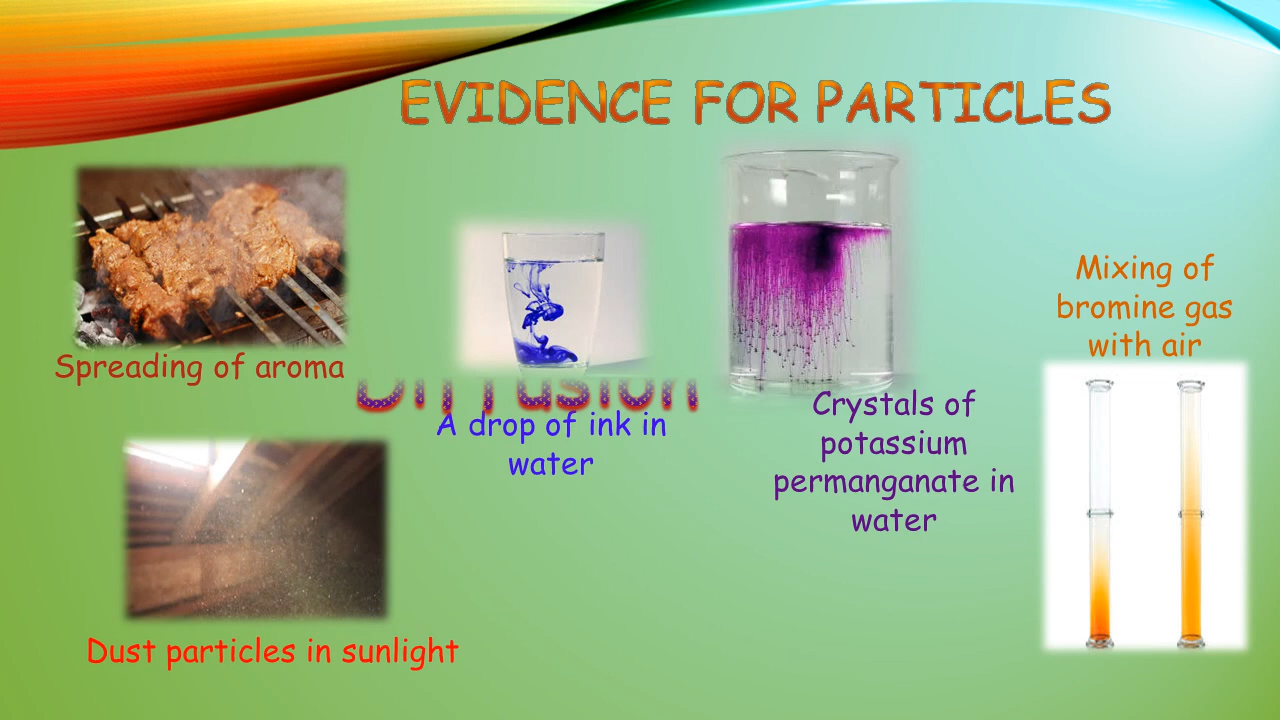 EVIDENCE FOR PARTICLES
Spreading of aroma
Diffusion
A drop of ink in
water
Crystals of
potassium
permanganate in
water
Mixing of
bromine gas
with air
Dust particles in sunlight